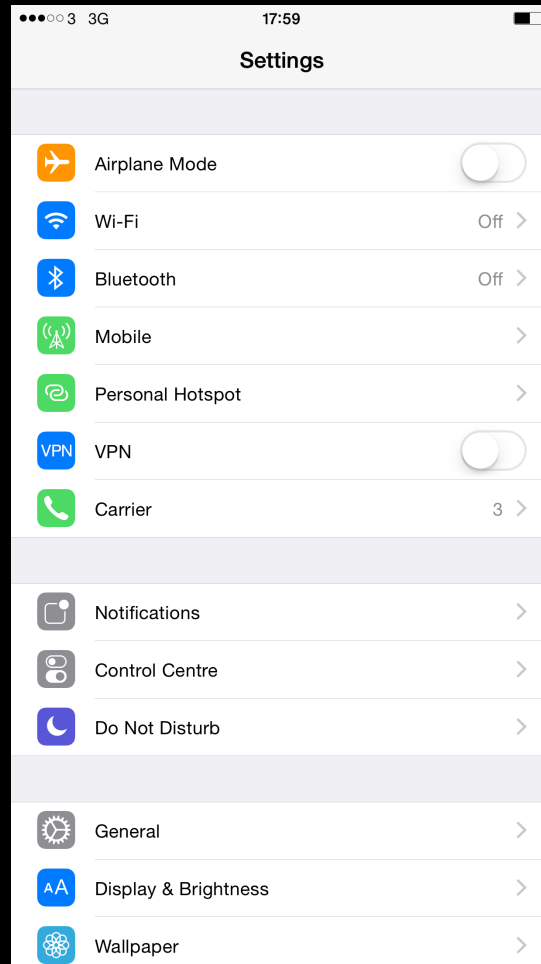 3 3G 17:59
Settings
Airplane Mode
Wi-Fi Off
Bluetooth Off
Mobile
Personal Hotspot
VPN VPN
Carrier 3
Notifications
Control Centre
Do Not Disturb
General
AA Display & Brightness
Wallpaper